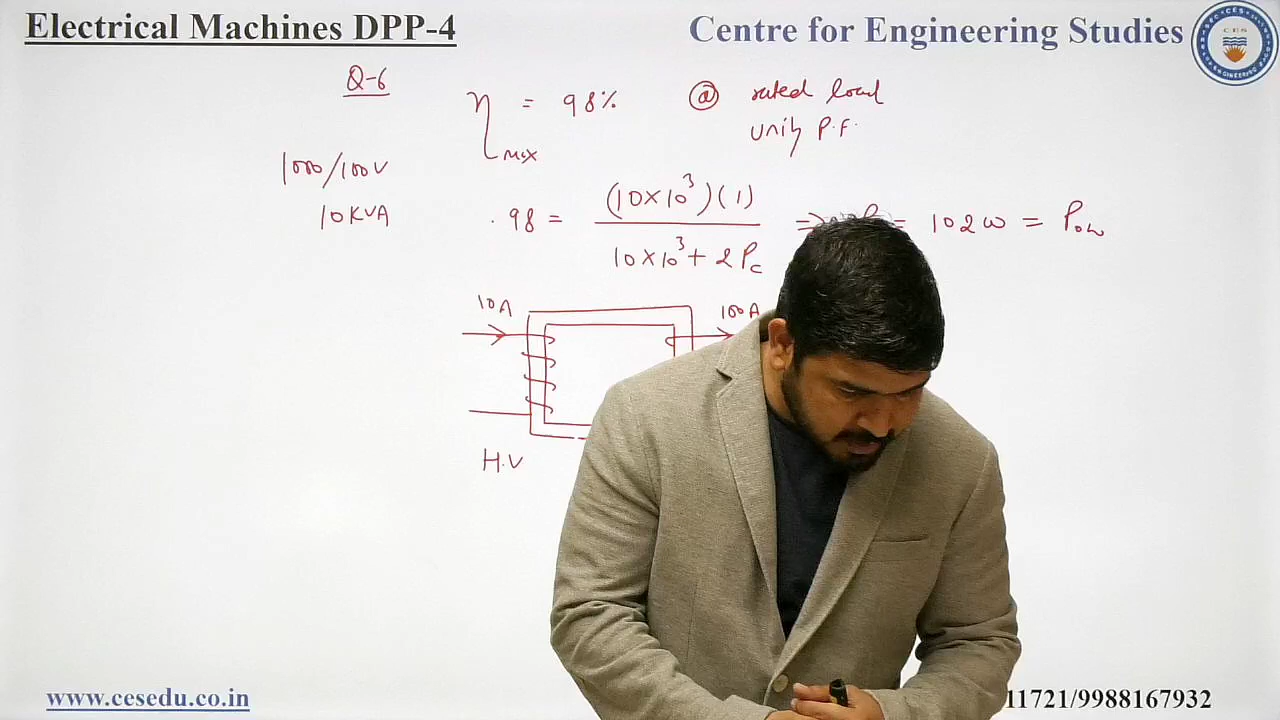 Electrical Machines DPP-4
Centre for Engineering Studies
CES
Q-6
η max = 98% @ rated load
unity P.F.
1000/100V
10KVA
.98 = (10×10³)(1) / 10×10³ + 2Pc ⇒ = 102W = Pcu
10A
100A
H.V
www.cesedu.co.in
11721/9988167932